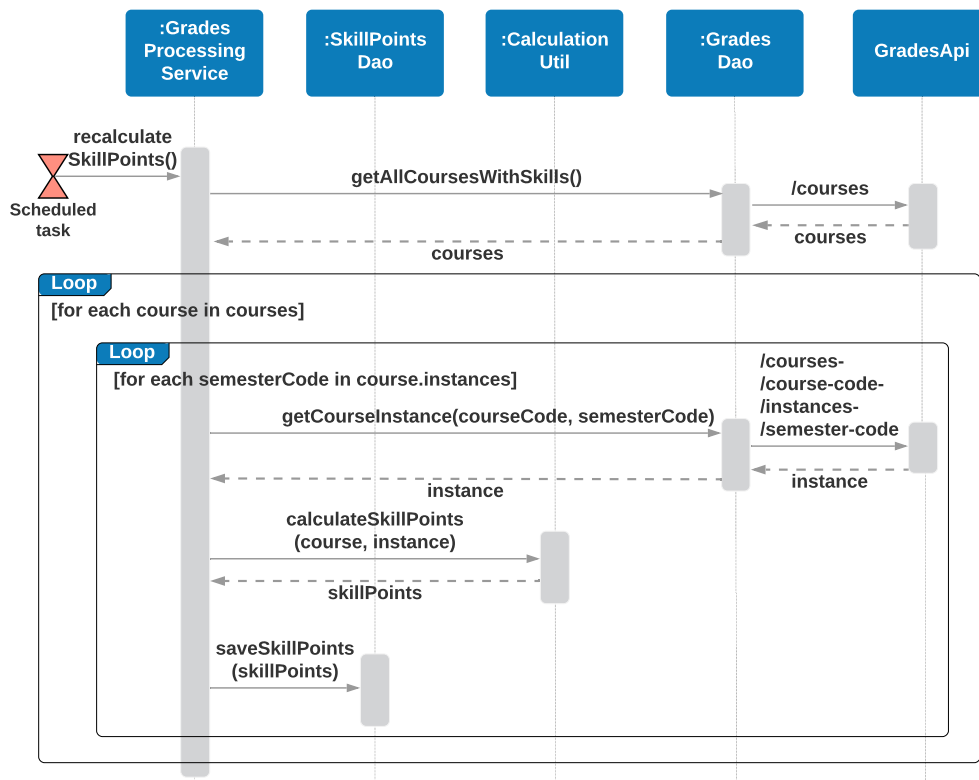 :Grades
Processing
Service
:SkillPoints
Dao
:Calculation
Util
:Grades
Dao
GradesApi
recalculate
SkillPoints()
Scheduled
task
getAllCoursesWithSkills()
/courses
courses
courses
Loop
[for each course in courses]
Loop
[for each semesterCode in course.instances]
/courses-
/course-code-
/instances-
/semester-code
getCourseInstance(courseCode, semesterCode)
instance
instance
calculateSkillPoints
(course, instance)
skillPoints
saveSkillPoints
(skillPoints)